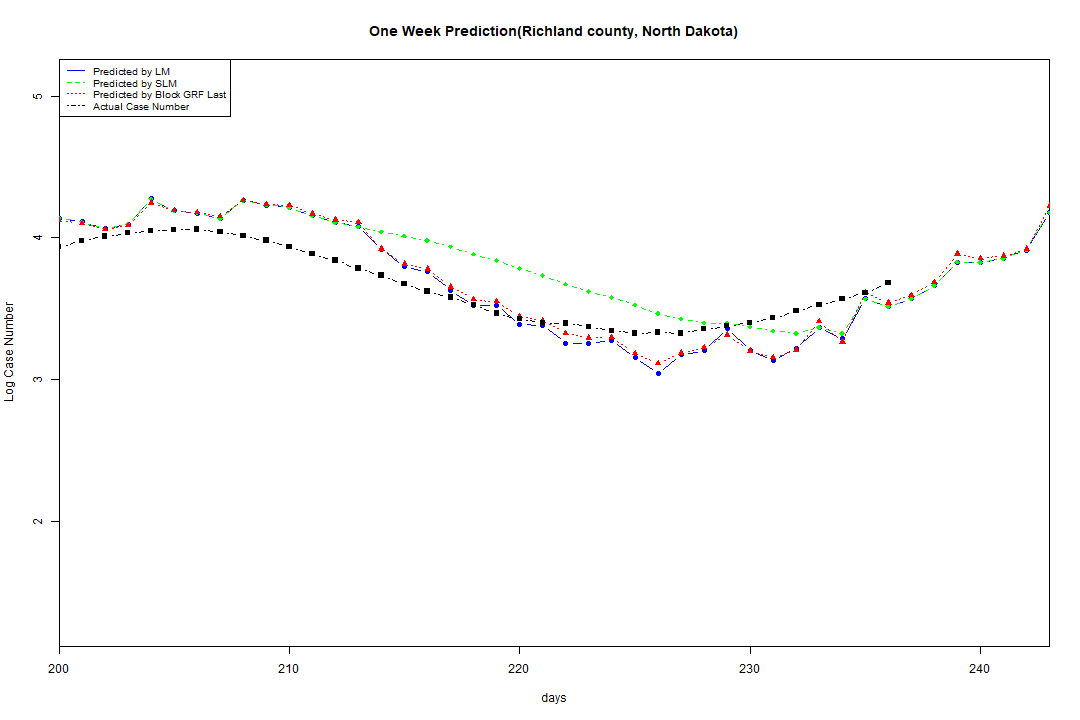 One Week Prediction(Richland county, North Dakota)
Predicted by LM
Predicted by SLM
Predicted by Block GRF Last
Actual Case Number
5
4
3
2
Log Case Number
200 210 220 230 240
days